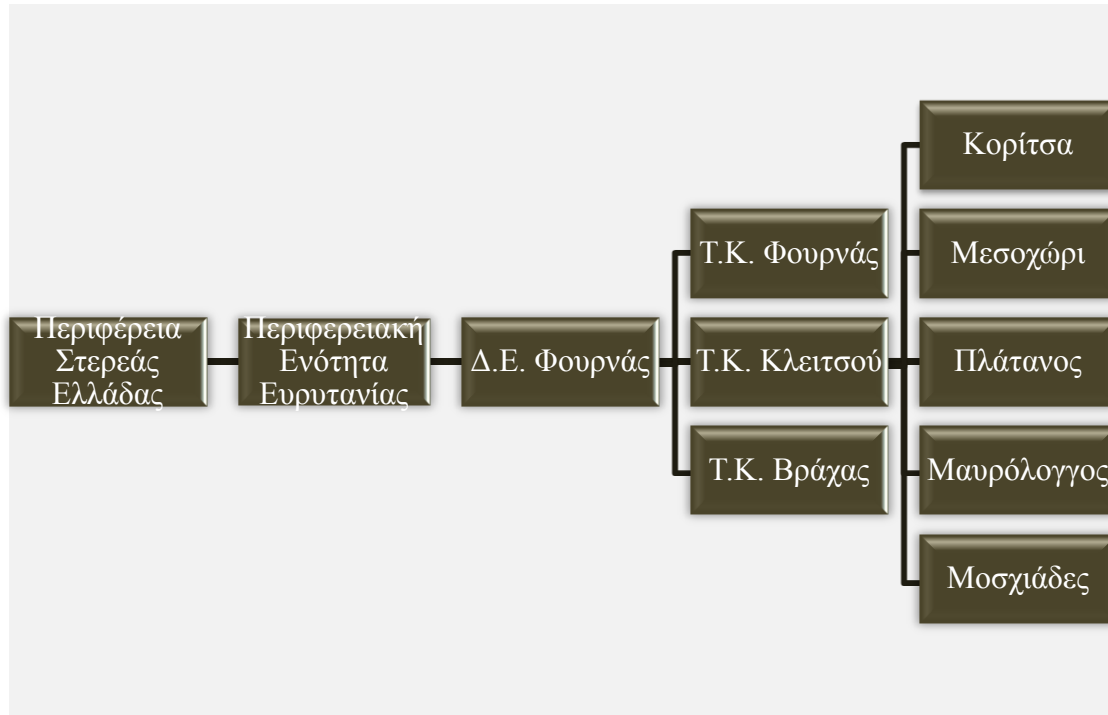 Περιφέρεια
Στερεάς
Ελλάδας
Περιφερειακή
Ενότητα
Ευρυτανίας
Δ.Ε. Φουρνάς
Τ.Κ. Φουρνάς
Τ.Κ. Κλειτσού
Τ.Κ. Βράχας
Κορίτσα
Μεσοχώρι
Πλάτανος
Μαυρόλογγος
Μοσχιάδες